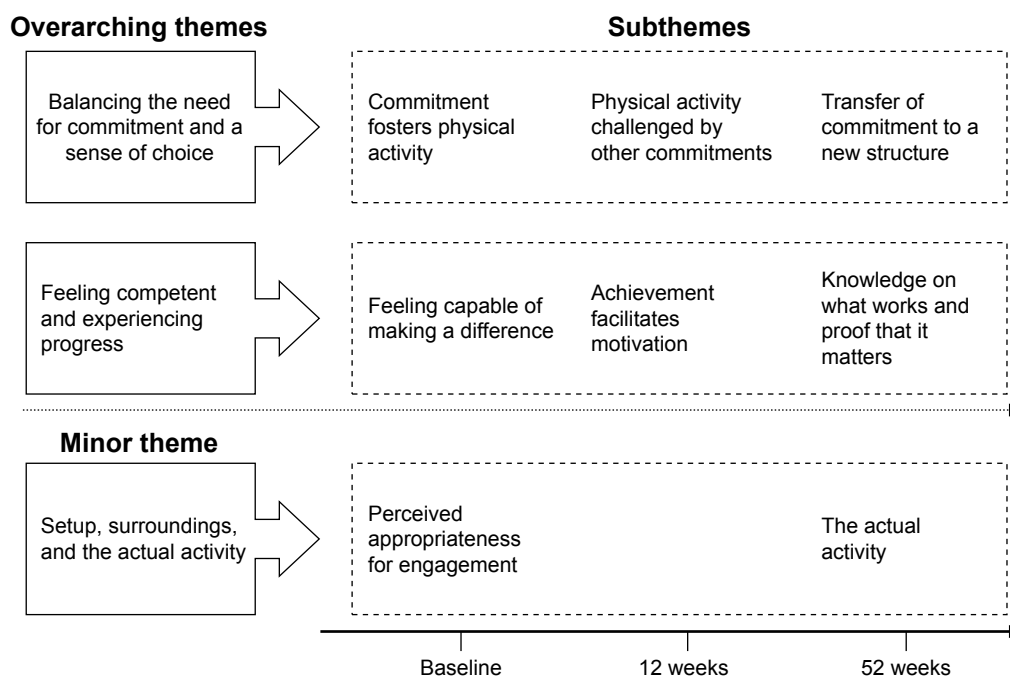 Overarching themes
Subthemes
Balancing the need
for commitment and a
sense of choice
Commitment
fosters physical
activity
Physical activity
challenged by
other commitments
Transfer of
commitment to a
new structure
Feeling competent
and experiencing
progress
Feeling capable of
making a difference
Achievement
facilitates
motivation
Knowledge on
what works and
proof that it
matters
Minor theme
Setup, surroundings,
and the actual activity
Perceived
appropriateness
for engagement
The actual
activity
Baseline
12 weeks
52 weeks